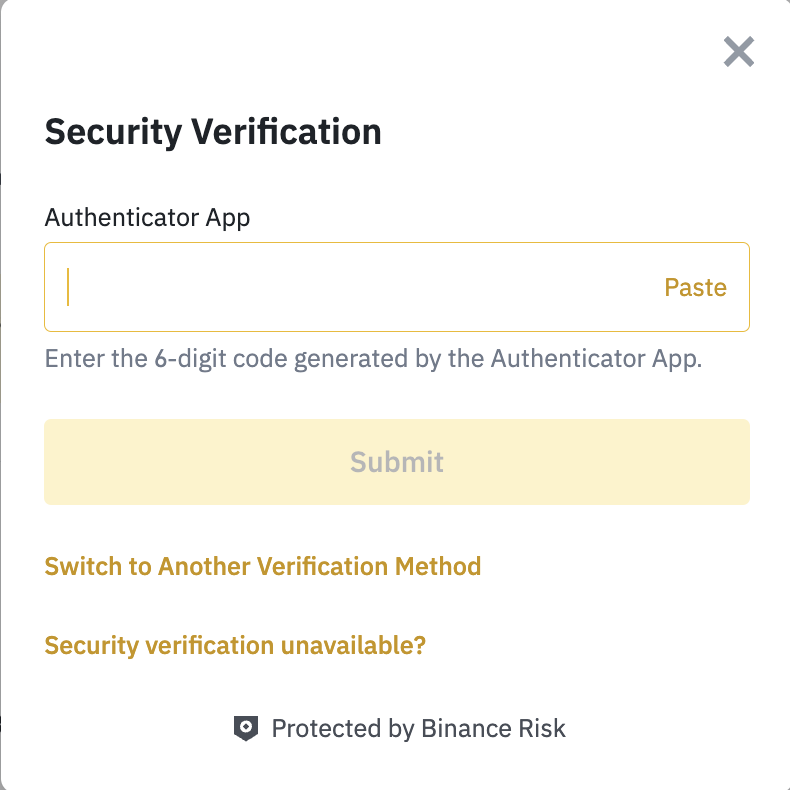 Security Verification
Authenticator App
Paste
Enter the 6-digit code generated by the Authenticator App.
Submit
Switch to Another Verification Method
Security verification unavailable?
Protected by Binance Risk